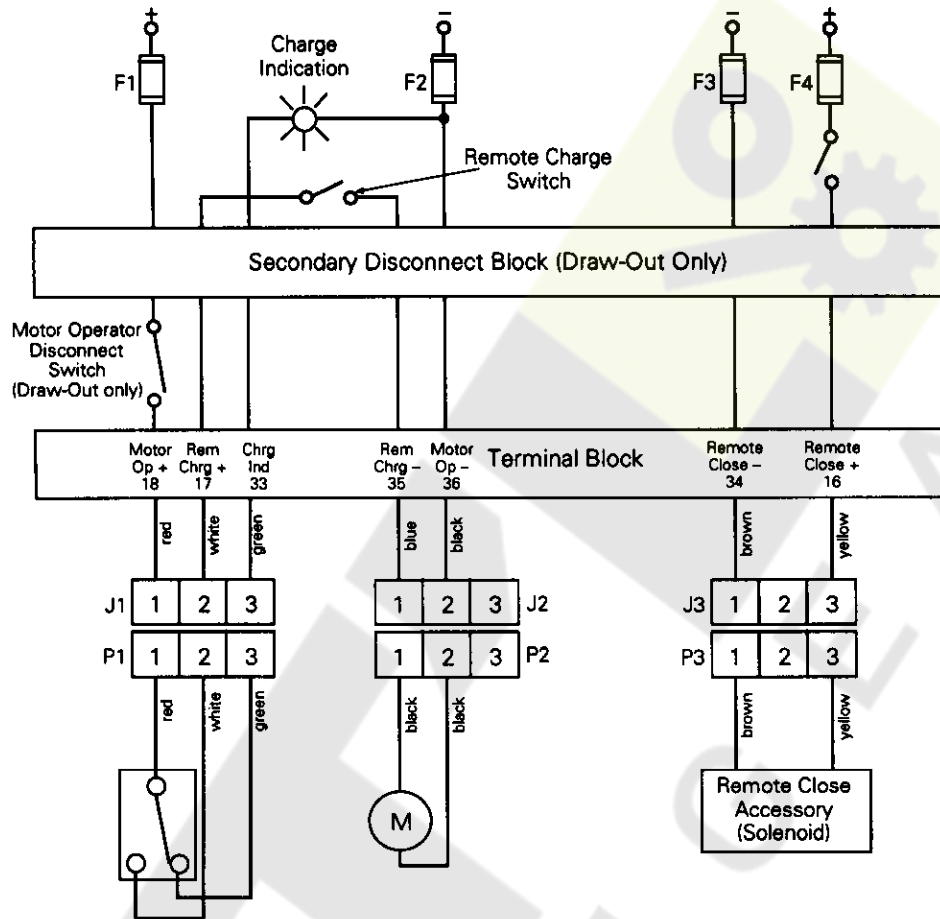 +
−
−
+
F1
Charge
Indication
F2
F3
F4
Remote Charge
Switch
Secondary Disconnect Block (Draw-Out Only)
Motor Operator
Disconnect
Switch
(Draw-Out only)
Motor
Op +
18
Rem
Chrg +
17
Chrg
Ind
33
Rem
Chrg −
35
Motor
Op −
36
Terminal Block
Remote
Close −
34
Remote
Close +
16
red
white
green
blue
black
brown
yellow
J1 1 2 3
1 2 3 J2
J3 1 2 3
P1 1 2 3
1 2 3 P2
P3 1 2 3
red
white
green
black
black
brown
yellow
M
Remote Close
Accessory
(Solenoid)